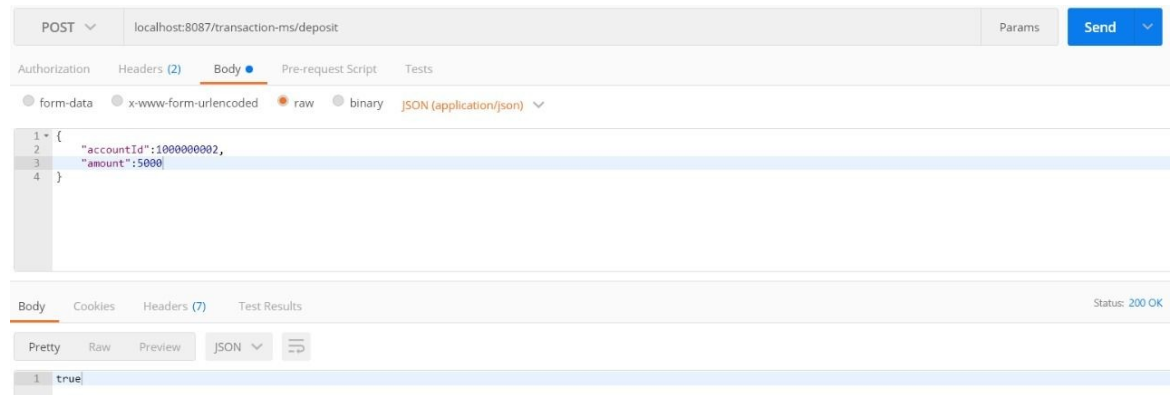 POST localhost:8087/transaction-ms/deposit Params Send
Authorization Headers (2) Body Pre-request Script Tests
form-data x-www-form-urlencoded raw binary JSON (application/json)
1 {
2 "accountId":1000000002,
3 "amount":5000
4 }
Body Cookies Headers (7) Test Results Status: 200 OK
Pretty Raw Preview JSON
1 true